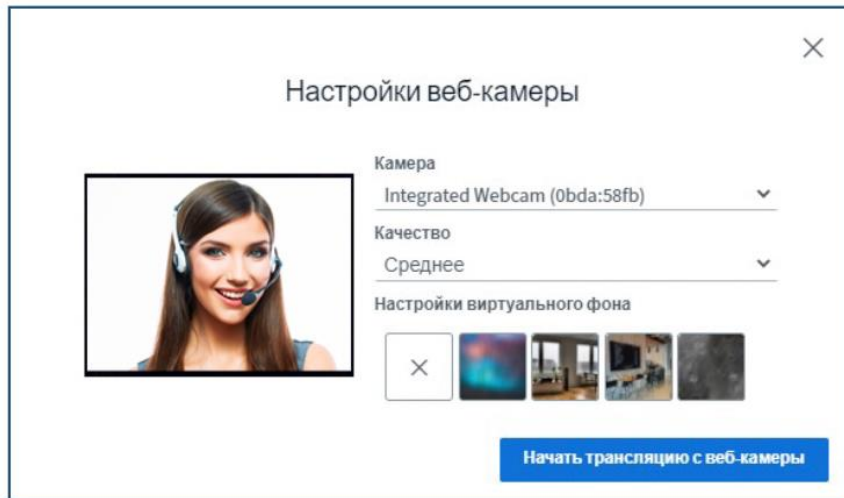 Настройки веб-камеры
Камера
Integrated Webcam (0bda:58fb)
Качество
Среднее
Настройки виртуального фона
Начать трансляцию с веб-камеры